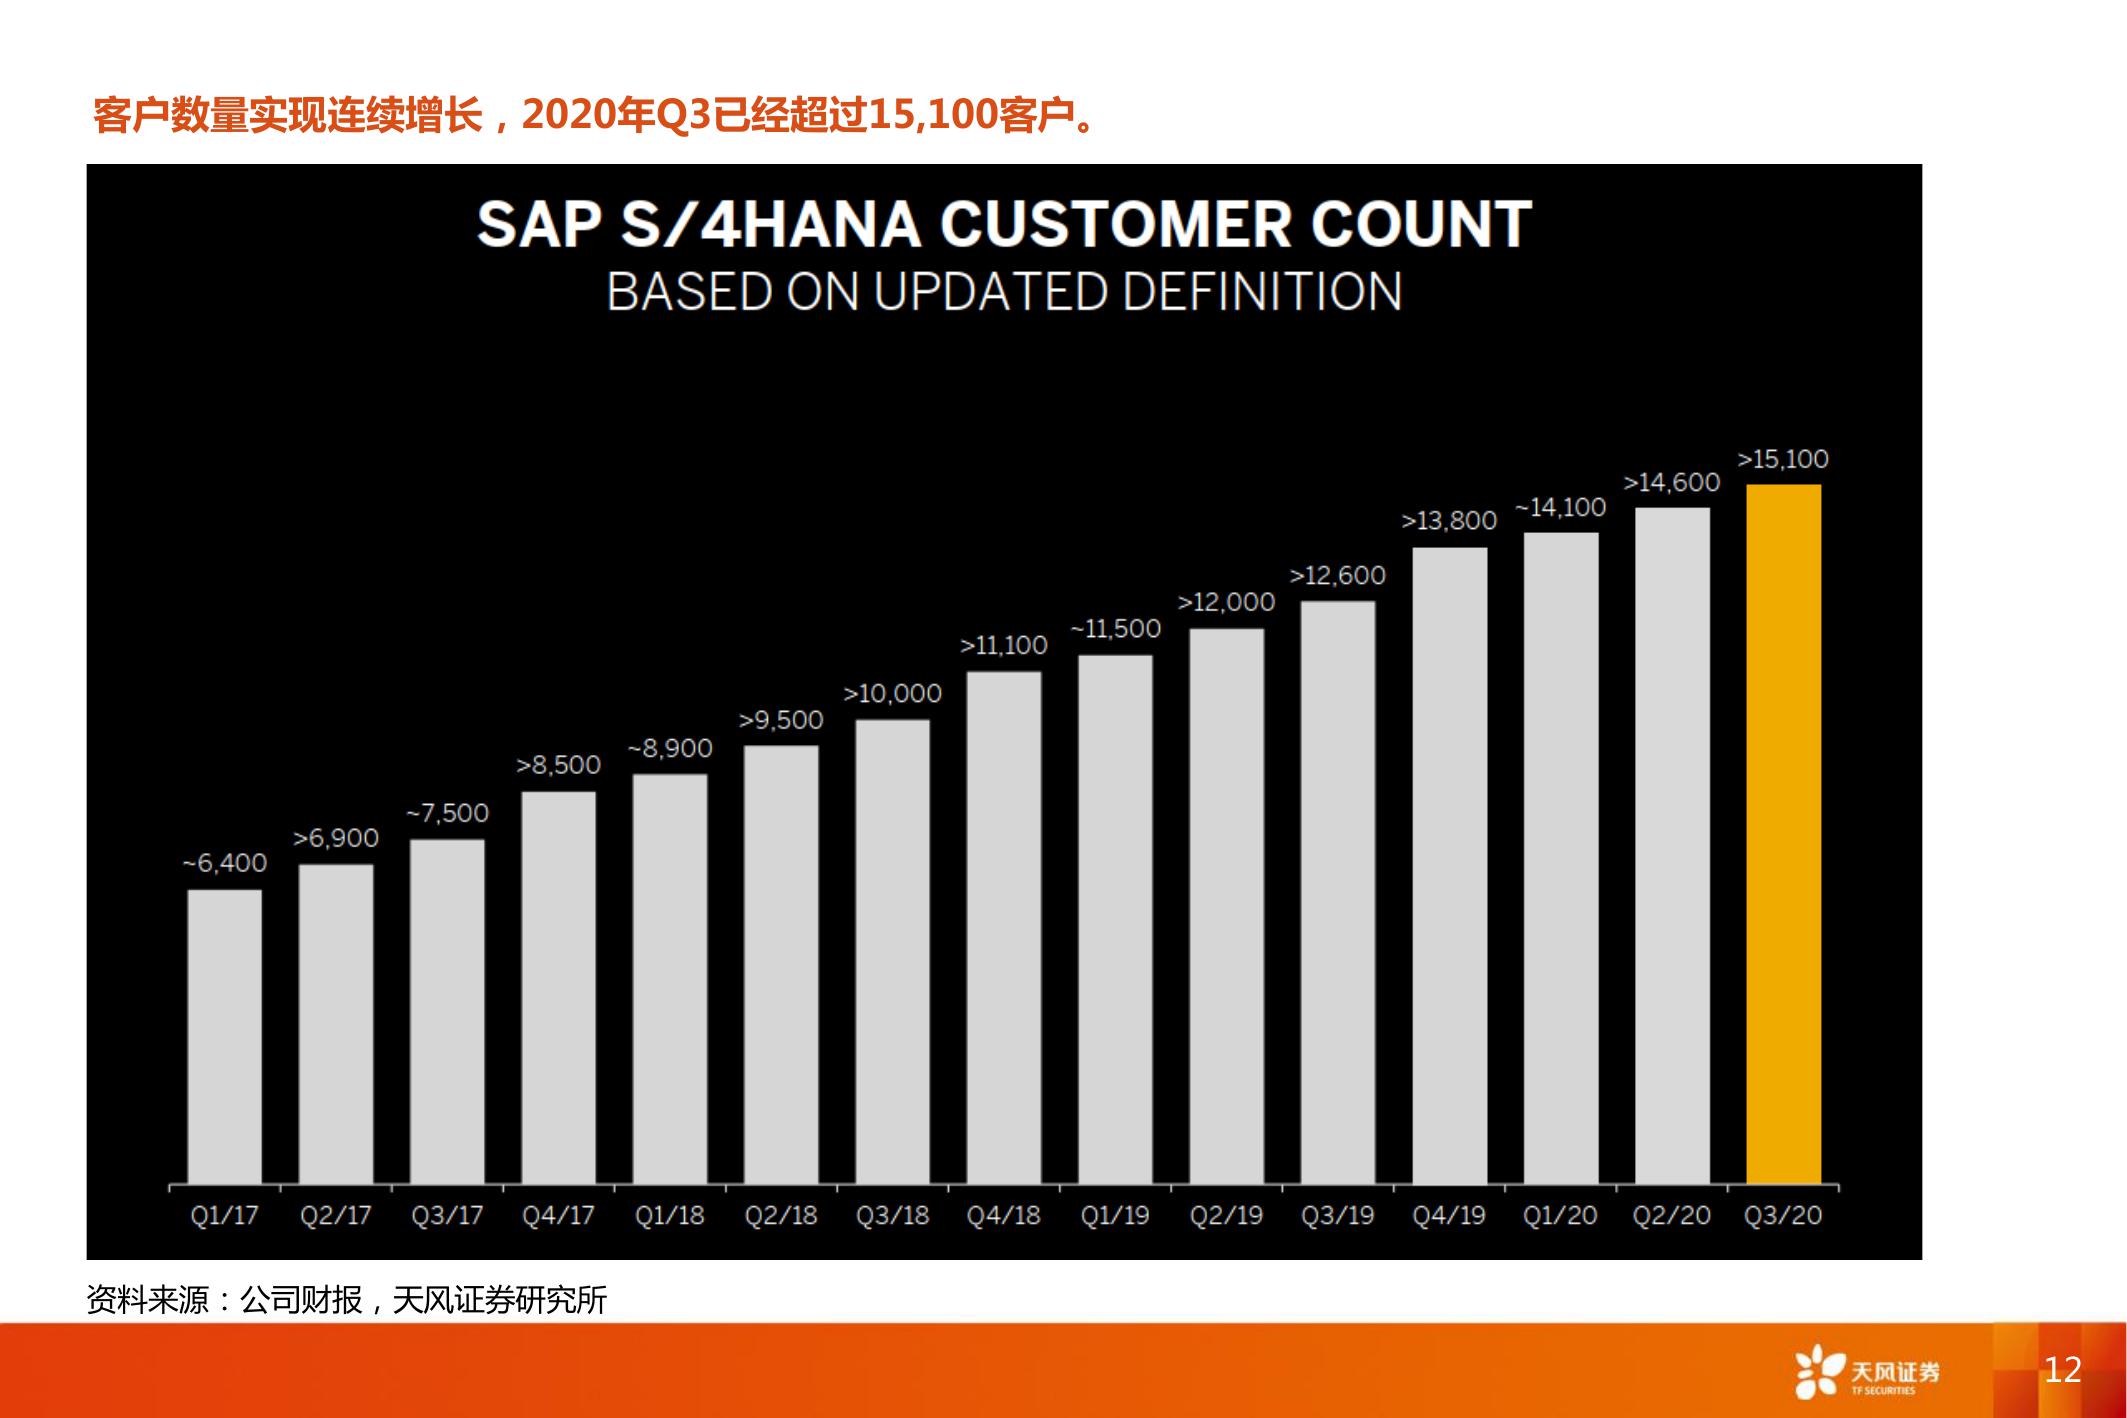 客户数量实现连续增长，2020年Q3已经超过15,100客户。
SAP S/4HANA CUSTOMER COUNT
BASED ON UPDATED DEFINITION
~6,400
>6,900
~7,500
>8,500
~8,900
>9,500
>10,000
>11,100
~11,500
>12,000
>12,600
>13,800
~14,100
>14,600
>15,100
Q1/17 Q2/17 Q3/17 Q4/17 Q1/18 Q2/18 Q3/18 Q4/18 Q1/19 Q2/19 Q3/19 Q4/19 Q1/20 Q2/20 Q3/20
资料来源：公司财报，天风证券研究所
天风证券
TF SECURITIES
12